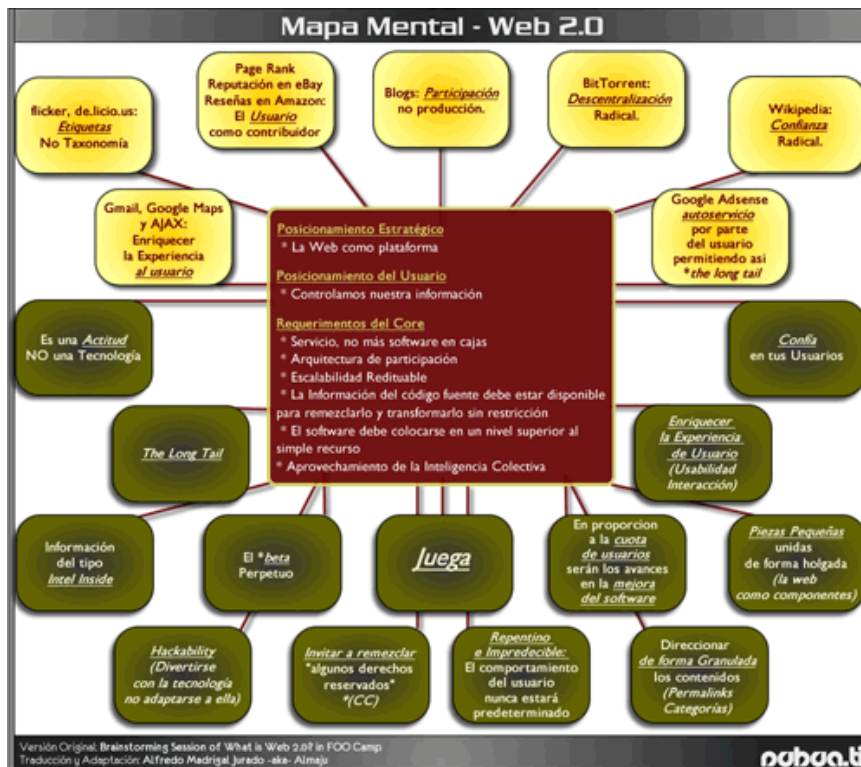 Mapa Mental - Web 2.0
flicker, de.licio.us:
Etiquetas
No Taxonomía
Page Rank
Reputación en eBay
Reseñas en Amazon:
El Usuario
como contribuidor
Blogs: Participación
no producción.
BitTorrent:
Descentralización
Radical.
Wikipedia:
Confianza
Radical.
Gmail, Google Maps
y AJAX:
Enriquecer
la Experiencia
al usuario
Google Adsense
autoservicio
por parte
del usuario
permitiendo asi
*the long tail
Posicionamiento Estratégico
* La Web como plataforma
Posicionamiento del Usuario
* Controlamos nuestra información
Requerimentos del Core
* Servicio, no más software en cajas
* Arquitectura de participación
* Escalabilidad Redituable
* La Información del código fuente debe estar disponible
para remezclarlo y transformarlo sin restricción
* El software debe colocarse en un nivel superior al
simple recurso
* Aprovechamiento de la Inteligencia Colectiva
Es una Actitud
NO una Tecnología
Confía
en tus Usuarios
The Long Tail
Enriquecer
la Experiencia
de Usuario
(Usabilidad
Interacción)
Información
del tipo
Intel Inside
El *beta
Perpetuo
Juega
En proporcion
a la cuota
de usuarios
serán los avances
en la mejora
del software
Piezas Pequeñas
unidas
de forma holgada
(la web
como componentes)
Hackability
(Divertirse
con la tecnología
no adaptarse a ella)
Invitar a remezclar
"algunos derechos
reservados"
*(CC)
Repentino
e Impredecible:
El comportamiento
del usuario
nunca estará
predeterminado
Direccionar
de forma Granulada
los contenidos
(Permalinks
Categorías)
Versión Original: Brainstorming Session of What is Web 2.0? in FOO Camp
Traducción y Adaptación: Alfredo Madrigal Jurado -aka- Almaju